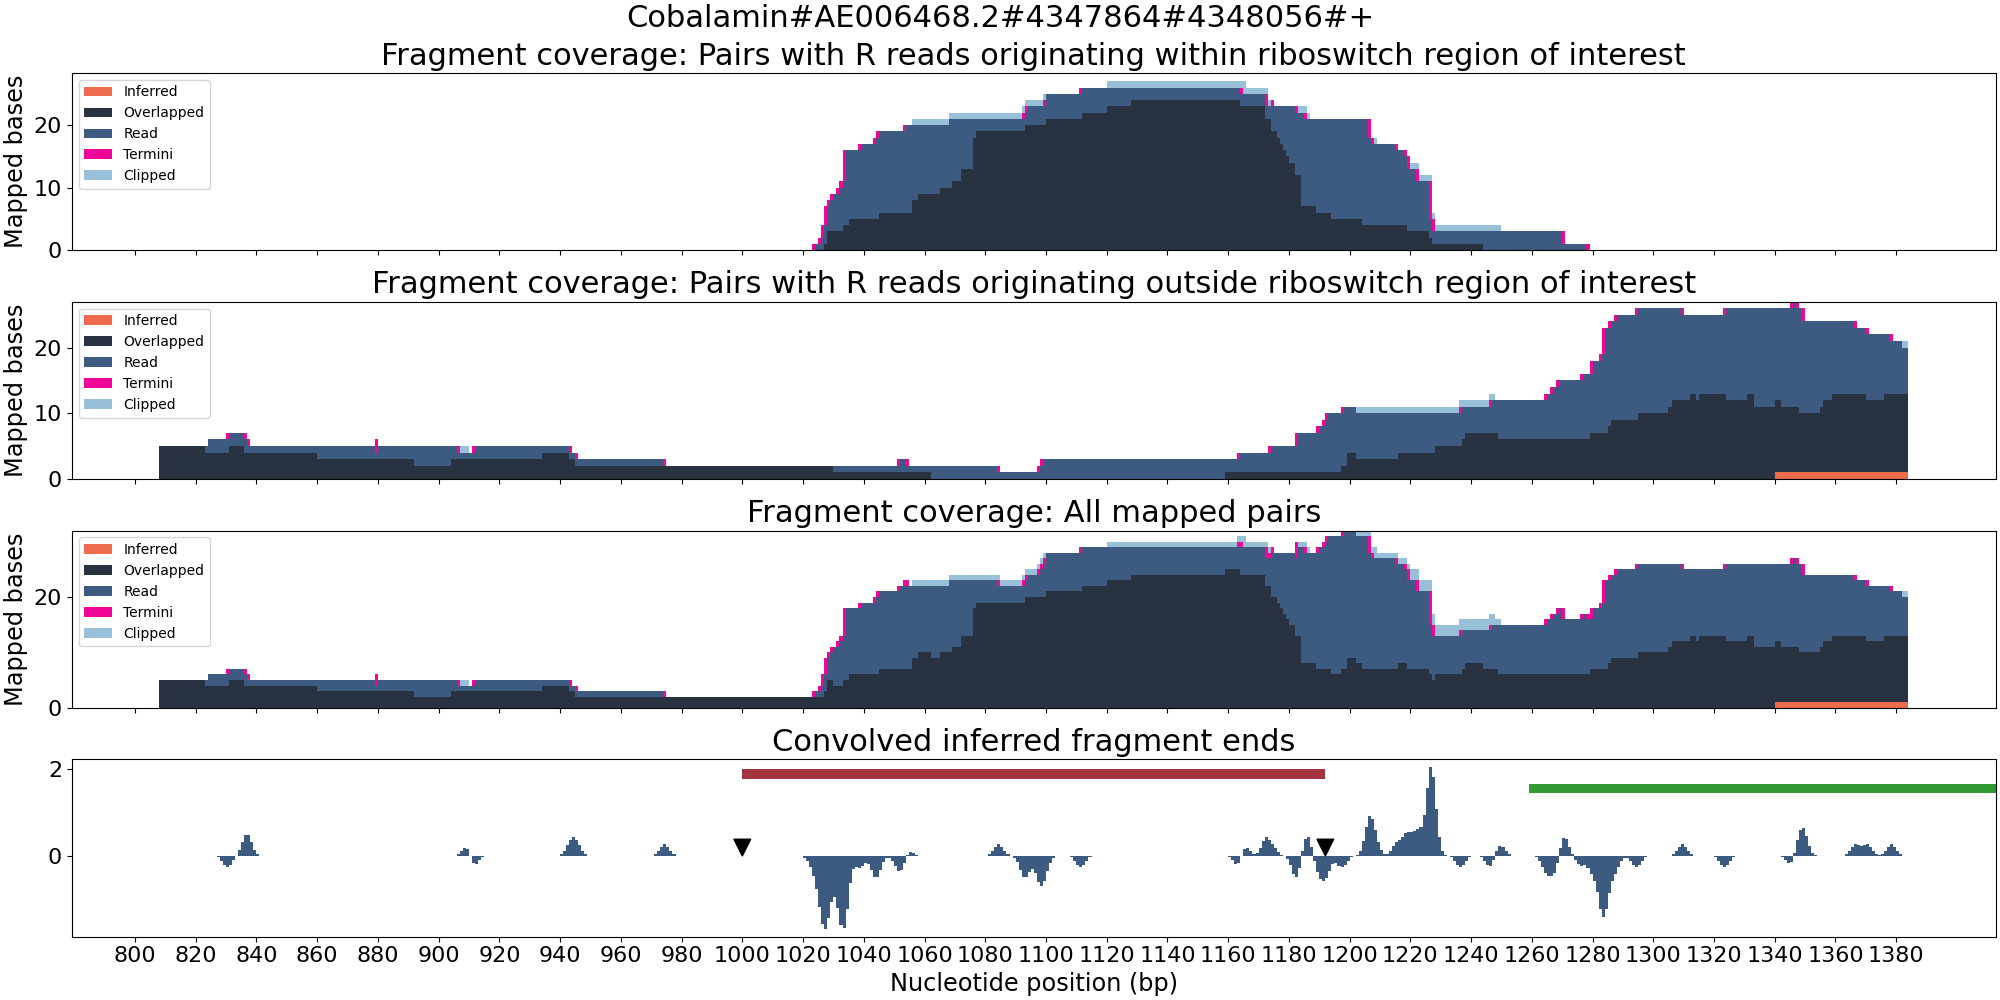 Cobalamin#AE006468.2#4347864#4348056#+
Fragment coverage: Pairs with R reads originating within riboswitch region of interest
Mapped bases
20
10
0
Inferred
Overlapped
Read
Termini
Clipped
Fragment coverage: Pairs with R reads originating outside riboswitch region of interest
Mapped bases
20
10
0
Inferred
Overlapped
Read
Termini
Clipped
Fragment coverage: All mapped pairs
Mapped bases
20
0
Inferred
Overlapped
Read
Termini
Clipped
Convolved inferred fragment ends
2
0
800 820 840 860 880 900 920 940 960 980 1000 1020 1040 1060 1080 1100 1120 1140 1160 1180 1200 1220 1240 1260 1280 1300 1320 1340 1360 1380
Nucleotide position (bp)